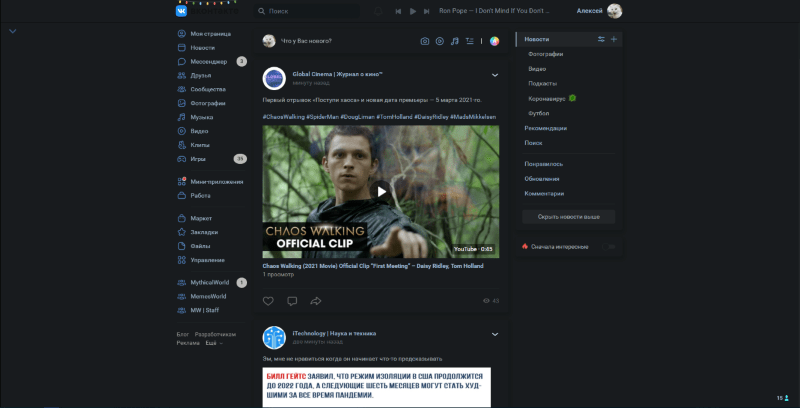 Поиск
Ron Pope — I Don't Mind If You Don't ...
Алексей
Моя страница
Новости
Мессенджер 3
Друзья
Сообщества
Фотографии
Музыка
Видео
Клипы
Игры 35
Мини-приложения
Работа
Маркет
Закладки
Файлы
Управление
MythicalWorld 1
MemesWorld
MW | Staff
Блог Разработчикам
Реклама Ещё
Что у Вас нового?
Global Cinema | Журнал о кино™
минуту назад
Первый отрывок «Поступи хаоса» и новая дата премьеры — 5 марта 2021-го.
#ChaosWalking #SpiderMan #DougLiman #TomHolland #DaisyRidley #MadsMikkelsen
CHAOS WALKING
OFFICIAL CLIP
YouTube · 0:45
Chaos Walking (2021 Movie) Official Clip "First Meeting" – Daisy Ridley, Tom Holland
1 просмотр
43
iTechnology | Наука и техника
две минуты назад
Эм, мне не нравиться когда он начинает что-то предсказывать
БИЛЛ ГЕЙТС ЗАЯВИЛ, ЧТО РЕЖИМ ИЗОЛЯЦИИ В США ПРОДОЛЖИТСЯ
ДО 2022 ГОДА, А СЛЕДУЮЩИЕ ШЕСТЬ МЕСЯЦЕВ МОГУТ СТАТЬ ХУД-
ШИМИ ЗА ВСЕ ВРЕМЯ ПАНДЕМИИ.
Новости
Фотографии
Видео
Подкасты
Коронавирус
Футбол
Рекомендации
Поиск
Понравилось
Обновления
Комментарии
Скрыть новости выше
Сначала интересные
15